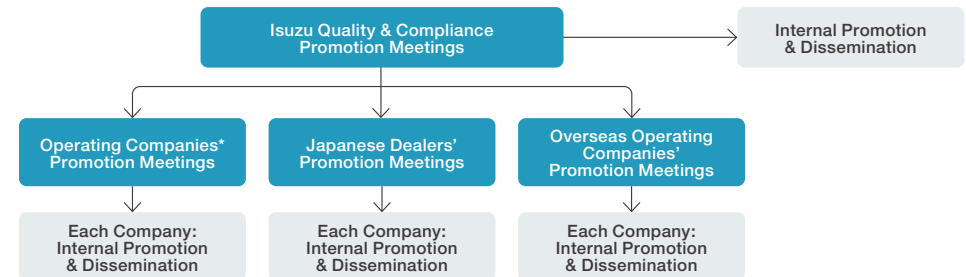 Isuzu Quality & Compliance
Promotion Meetings
Internal Promotion
& Dissemination
Operating Companies*
Promotion Meetings
Japanese Dealers’
Promotion Meetings
Overseas Operating
Companies’
Promotion Meetings
Each Company:
Internal Promotion
& Dissemination
Each Company:
Internal Promotion
& Dissemination
Each Company:
Internal Promotion
& Dissemination